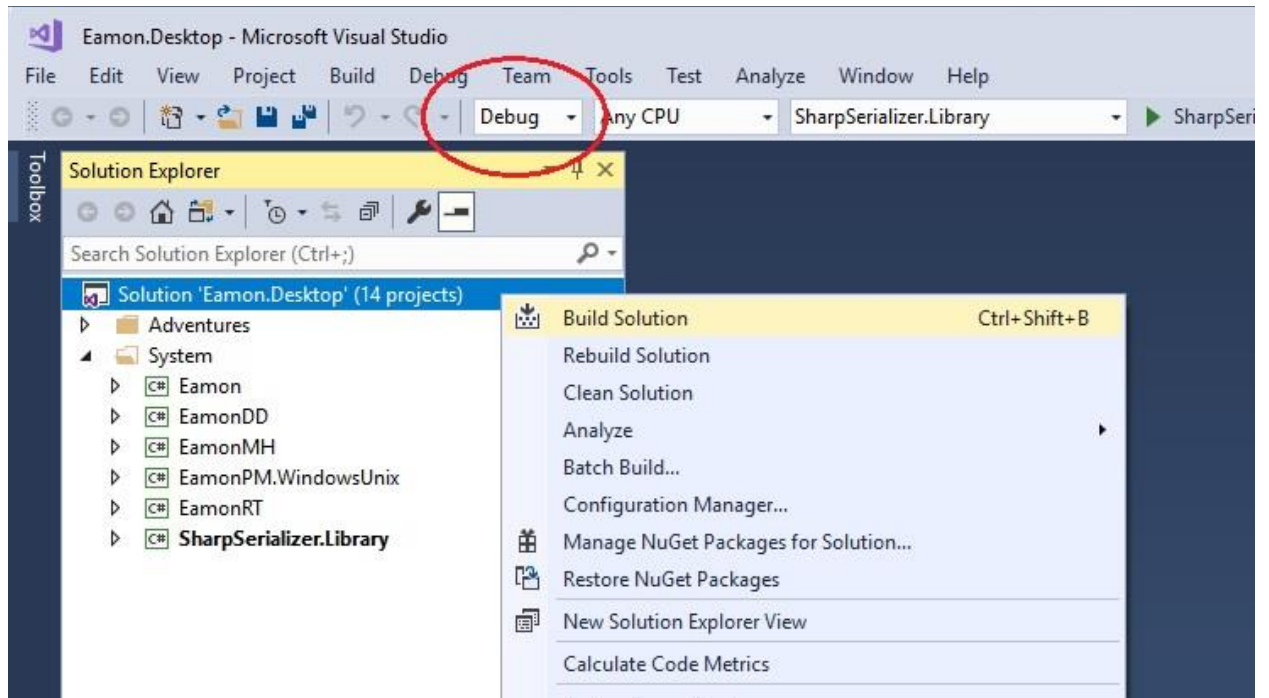 Eamon.Desktop - Microsoft Visual Studio
File Edit View Project Build Debug Team Tools Test Analyze Window Help
Debug Any CPU SharpSerializer.Library SharpSeri
Toolbox
Solution Explorer
Search Solution Explorer (Ctrl+;)
Solution 'Eamon.Desktop' (14 projects)
Adventures
System
C# Eamon
C# EamonDD
C# EamonMH
C# EamonPM.WindowsUnix
C# EamonRT
C# SharpSerializer.Library
Build Solution Ctrl+Shift+B
Rebuild Solution
Clean Solution
Analyze
Batch Build...
Configuration Manager...
Manage NuGet Packages for Solution...
Restore NuGet Packages
New Solution Explorer View
Calculate Code Metrics